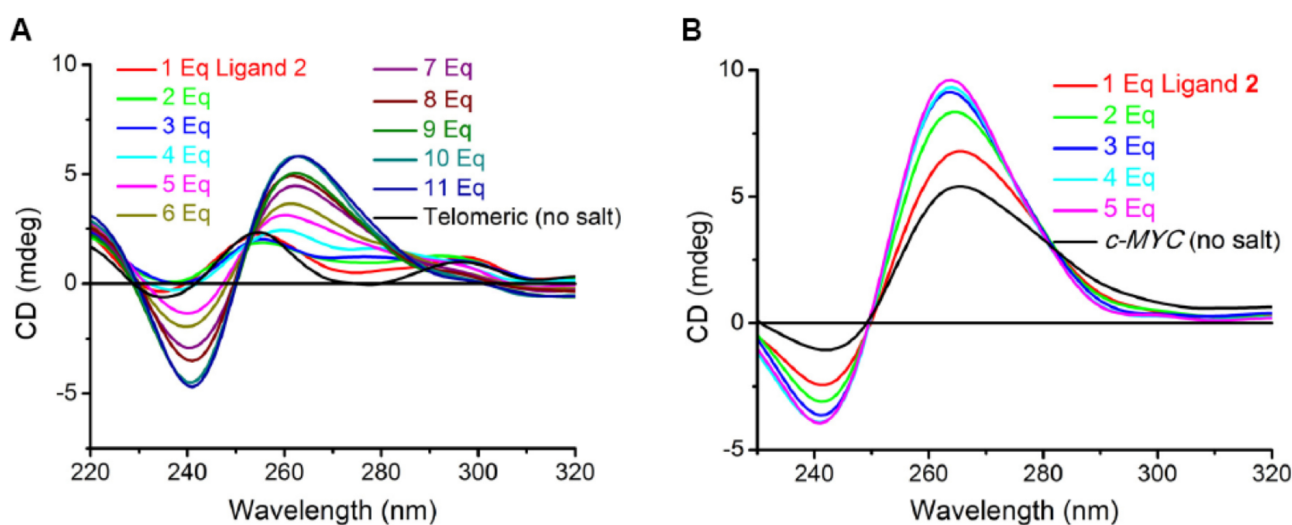 A
10
5
0
-5
CD (mdeg)
1 Eq Ligand 2
2 Eq
3 Eq
4 Eq
5 Eq
6 Eq
7 Eq
8 Eq
9 Eq
10 Eq
11 Eq
Telomeric (no salt)
220 240 260 280 300 320
Wavelength (nm)
B
10
5
0
-5
CD (mdeg)
1 Eq Ligand 2
2 Eq
3 Eq
4 Eq
5 Eq
c-MYC (no salt)
240 260 280 300 320
Wavelength (nm)